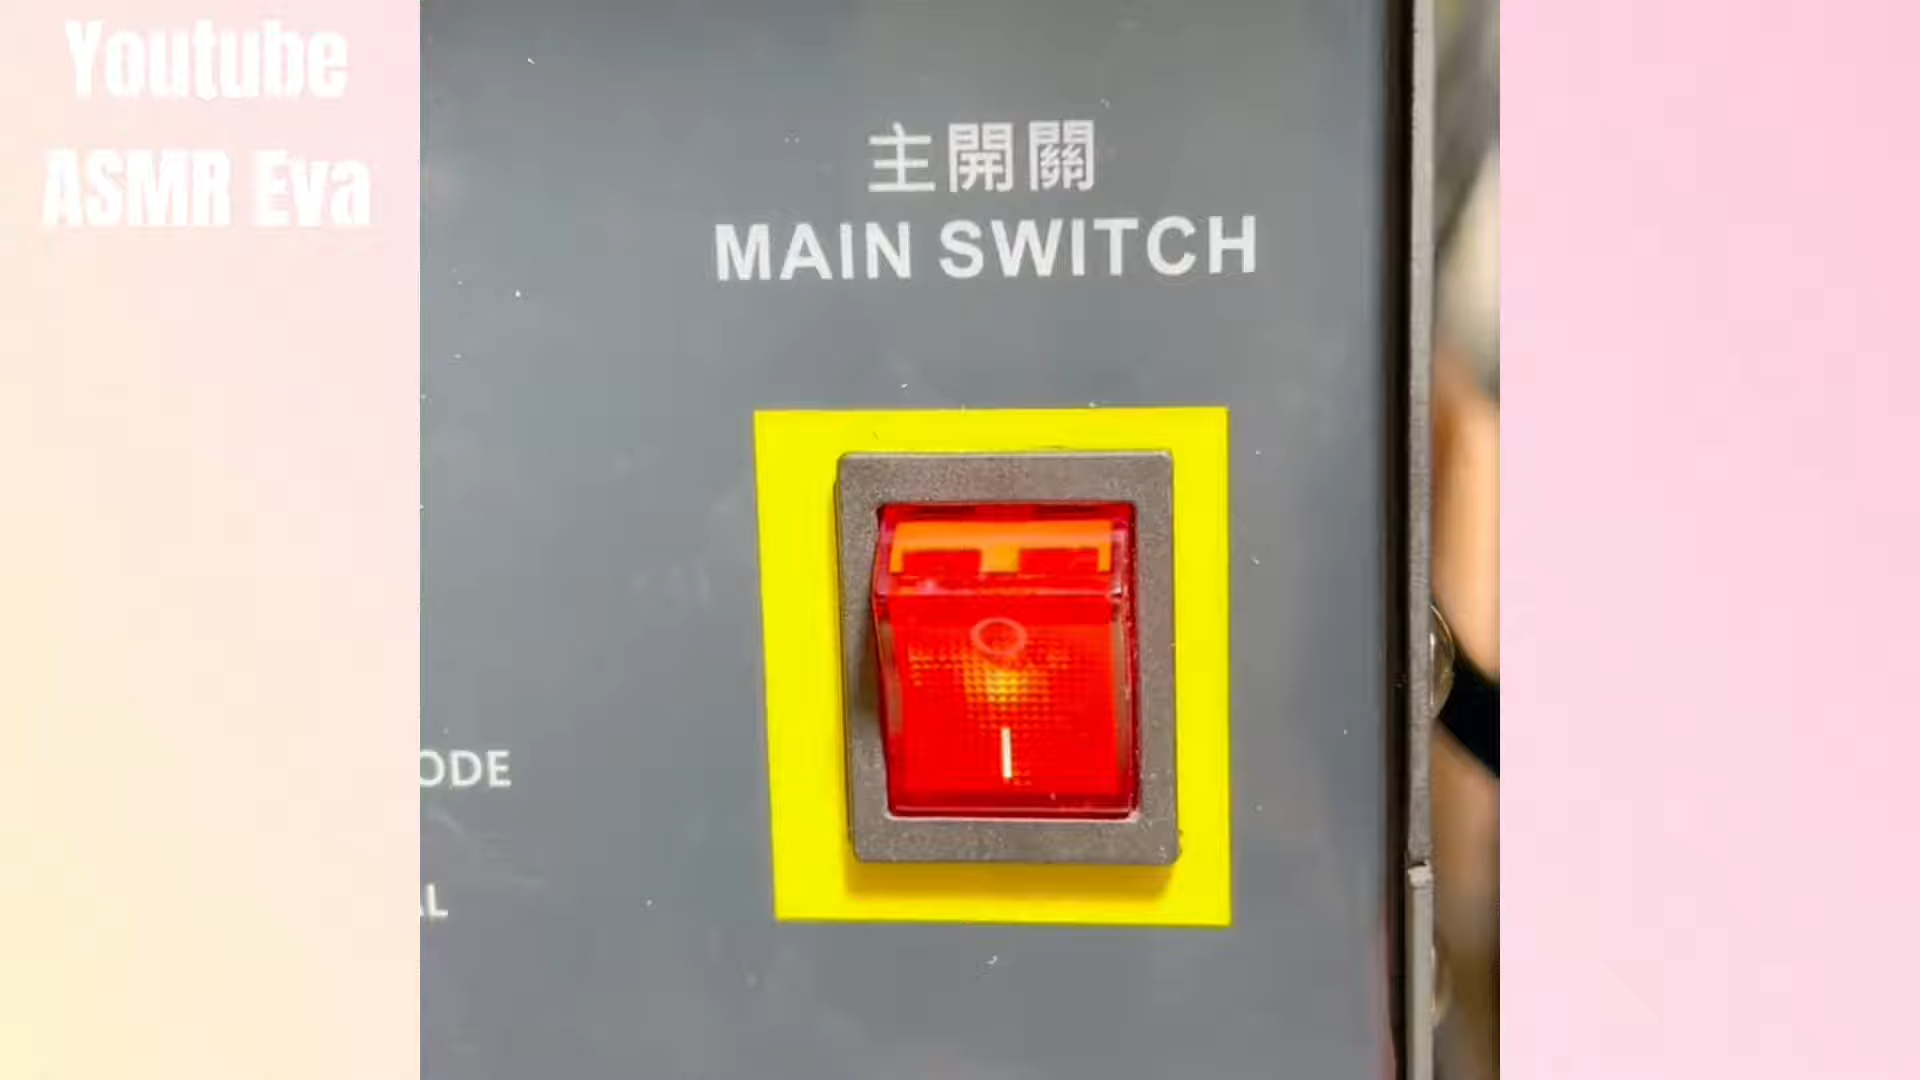 Youtube
ASMR Eva
主開關
MAIN SWITCH
ODE